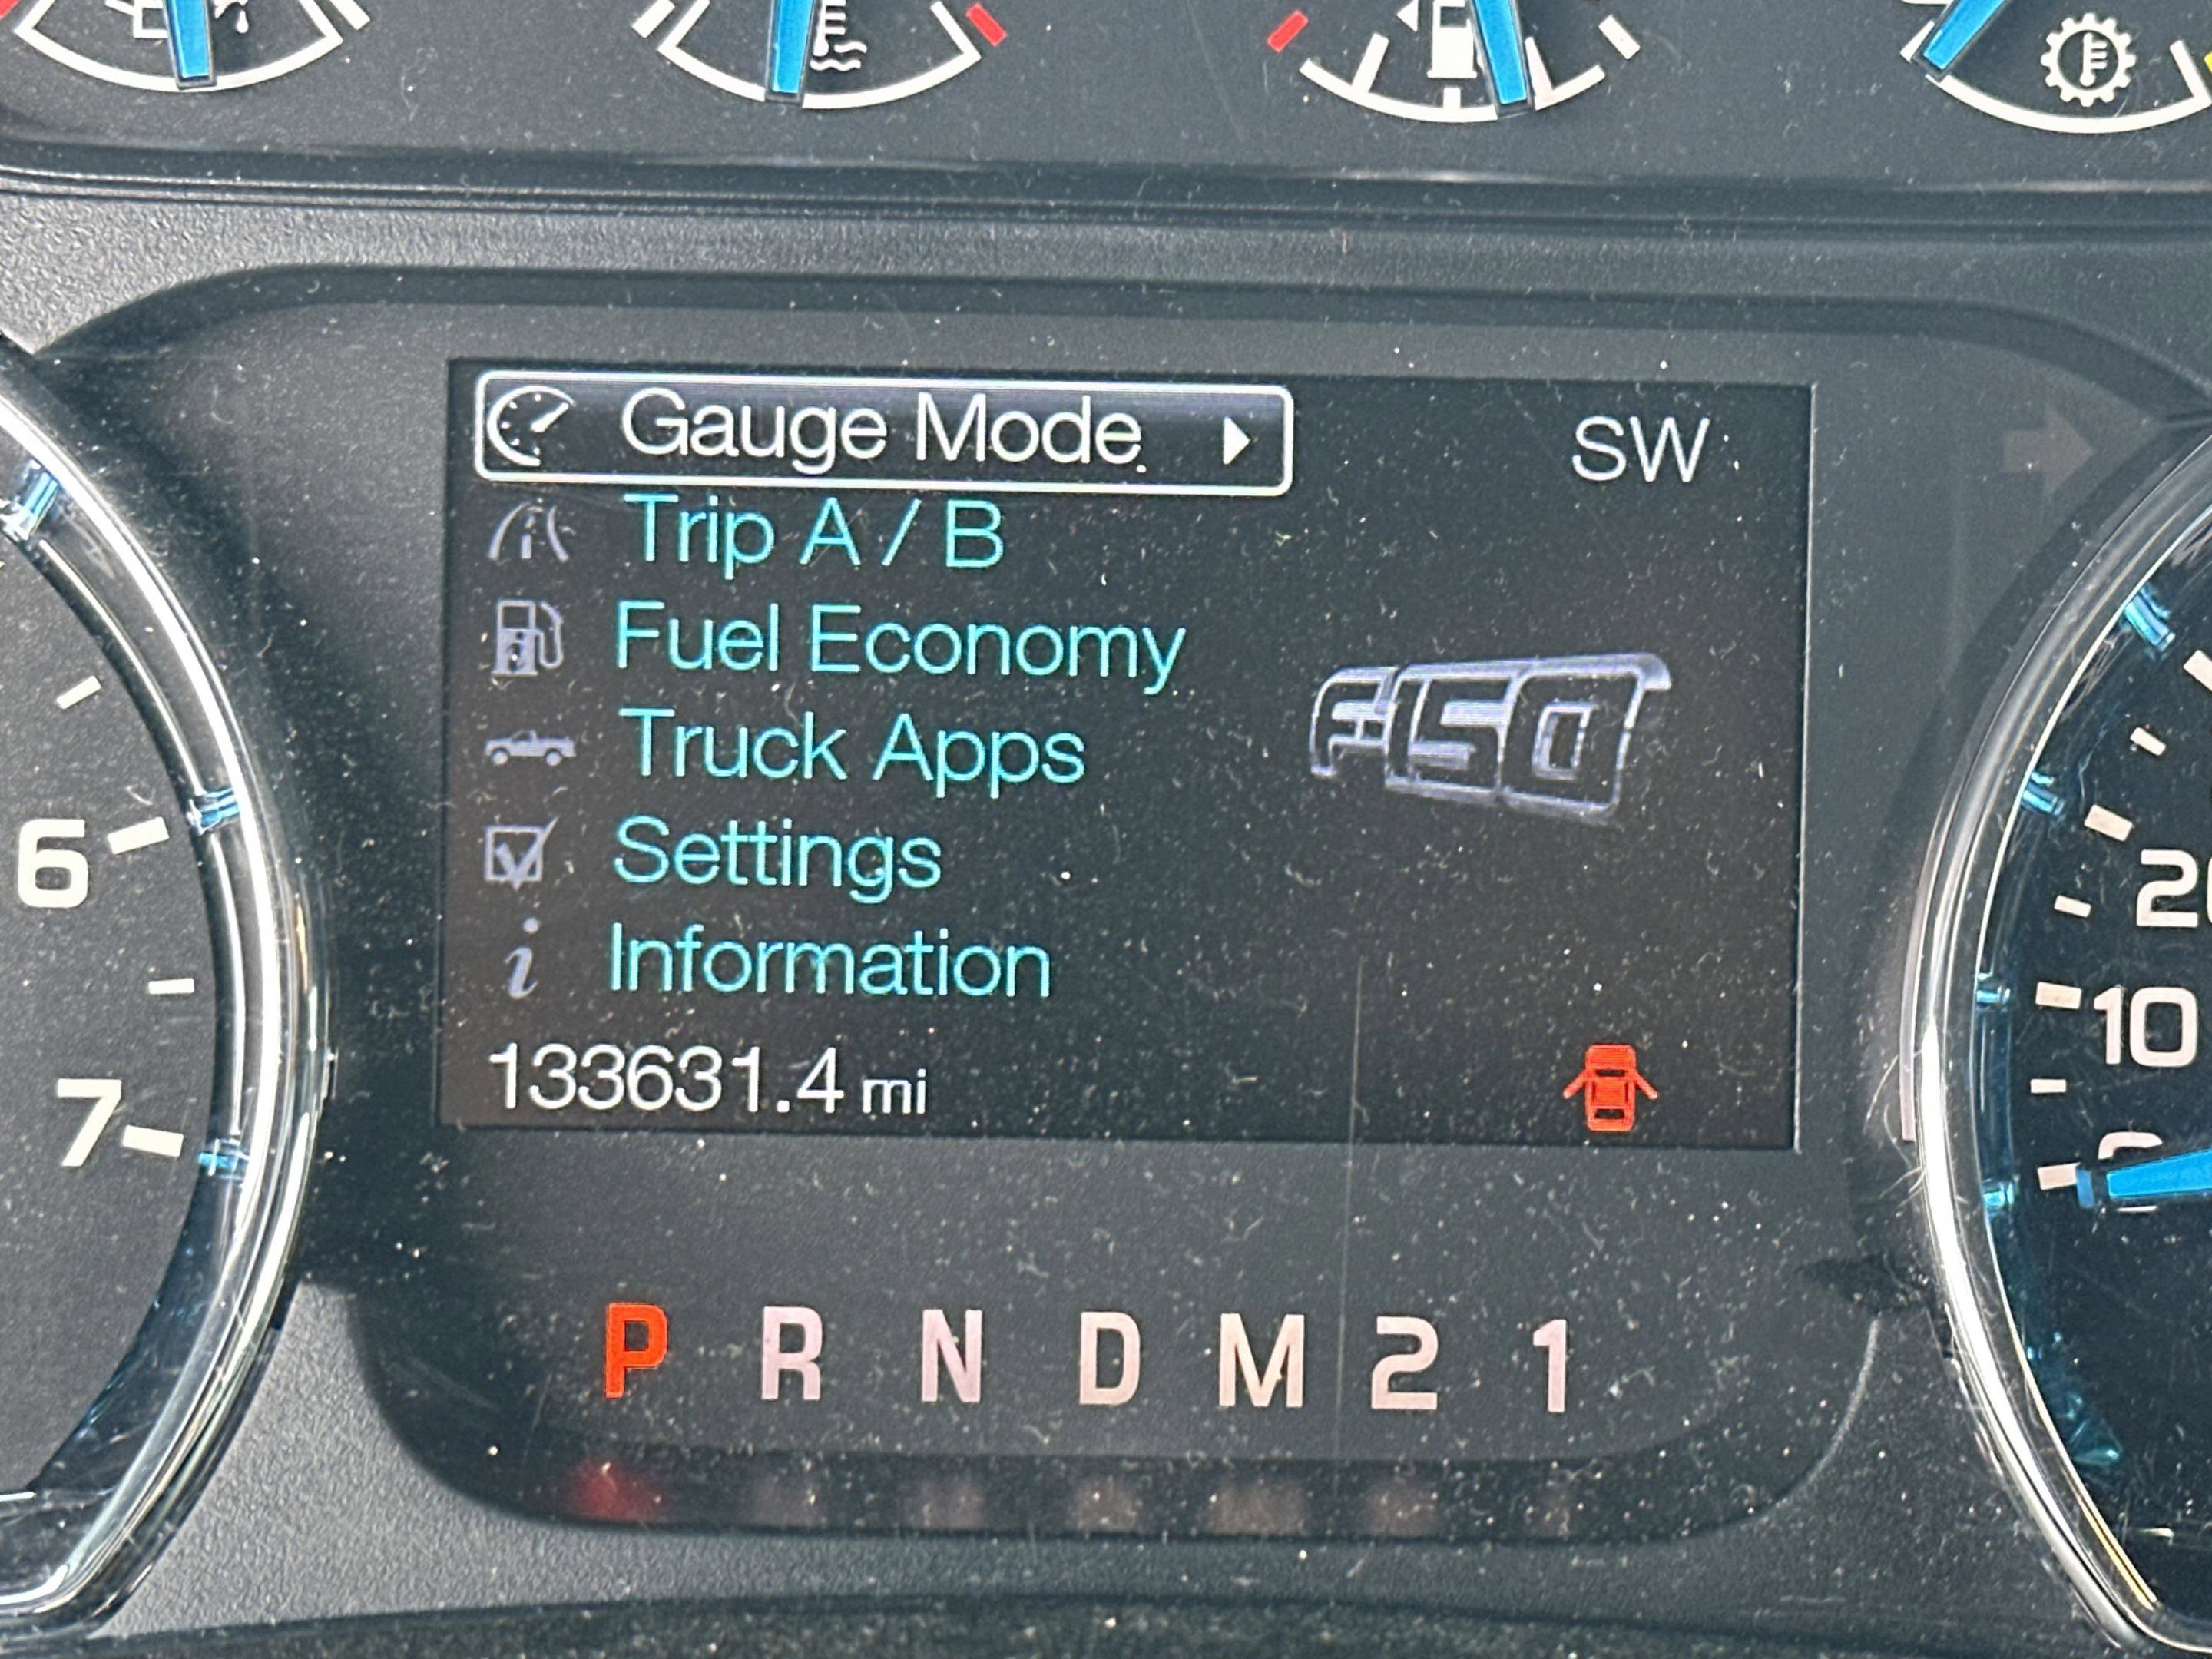 Gauge Mode
SW
Trip A / B
Fuel Economy
F-150
Truck Apps
Settings
i Information
133631.4 mi
6
7
10
P R N D M 2 1